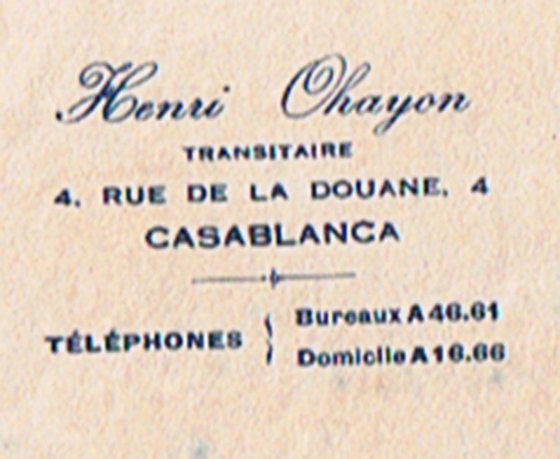 Henri Ohayon
TRANSITAIRE
4, RUE DE LA DOUANE, 4
CASABLANCA
TÉLÉPHONES { Bureaux A 46.61
Domicile A 16.66